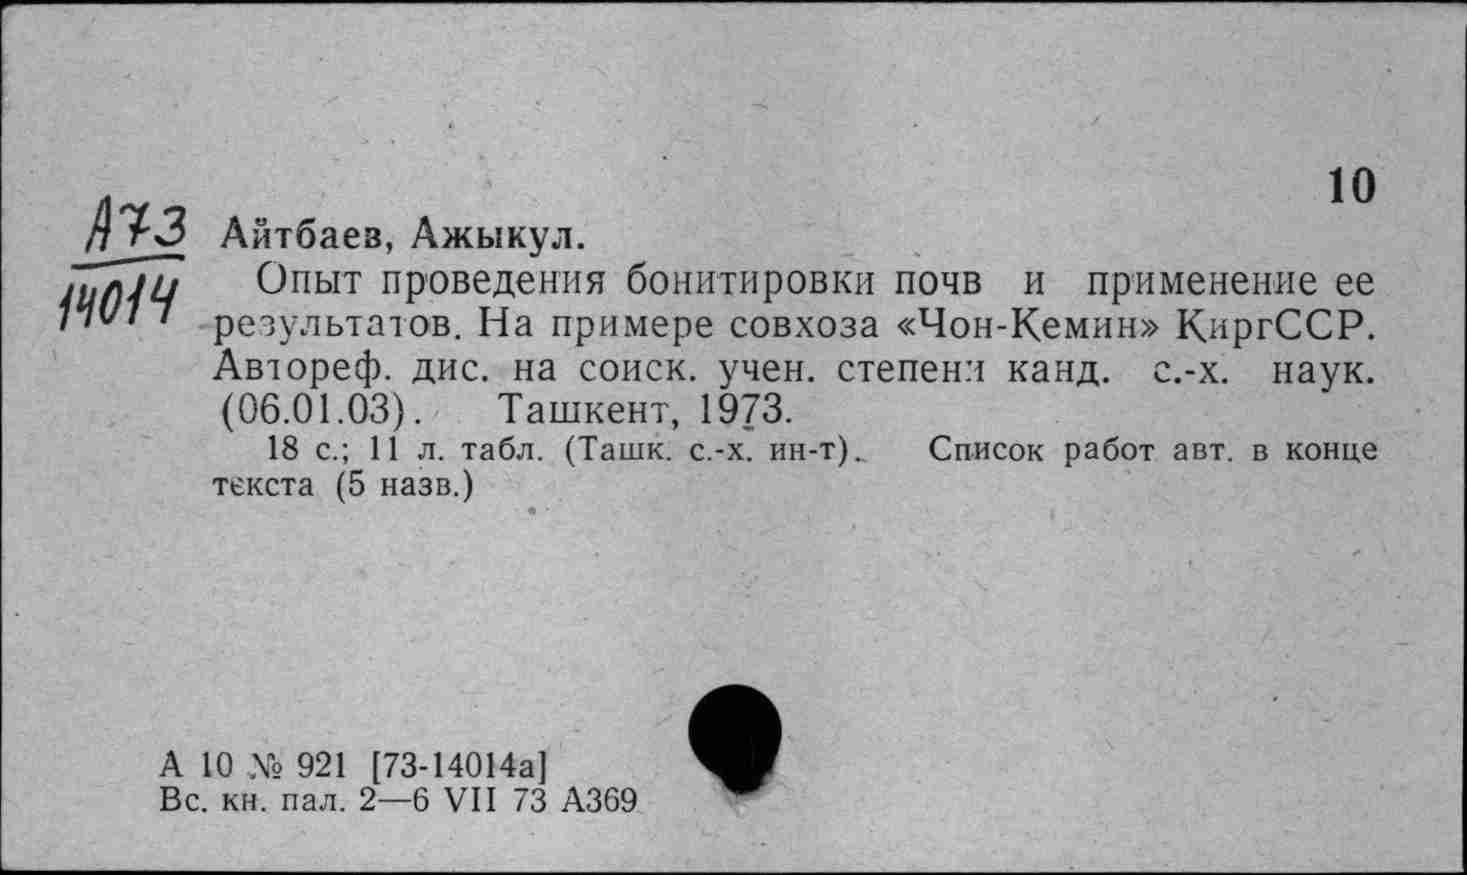 10
А73 Айтбаев, Ажыкул.
14014 Опыт проведения бонитировки почв и применение ее
результатов. На примере совхоза «Чон-Кемин» КиргССР.
Автореф. дис. на соиск. учен. степени канд. с.-х. наук.
(06.01.03). Ташкент, 1973.
18 с.; 11 л. табл. (Ташк. с.-х. ин-т). Список работ авт. в конце
текста (5 назв.)
А 10 № 921 [73-14014а]
Вс. кн. пал. 2—6 VII 73 А369